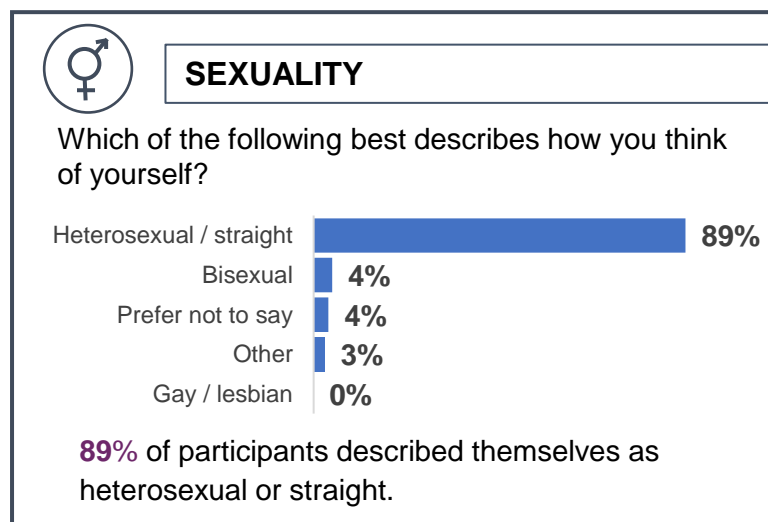 SEXUALITY
Which of the following best describes how you think
of yourself?
Heterosexual / straight 89%
Bisexual 4%
Prefer not to say 4%
Other 3%
Gay / lesbian 0%
89% of participants described themselves as
heterosexual or straight.